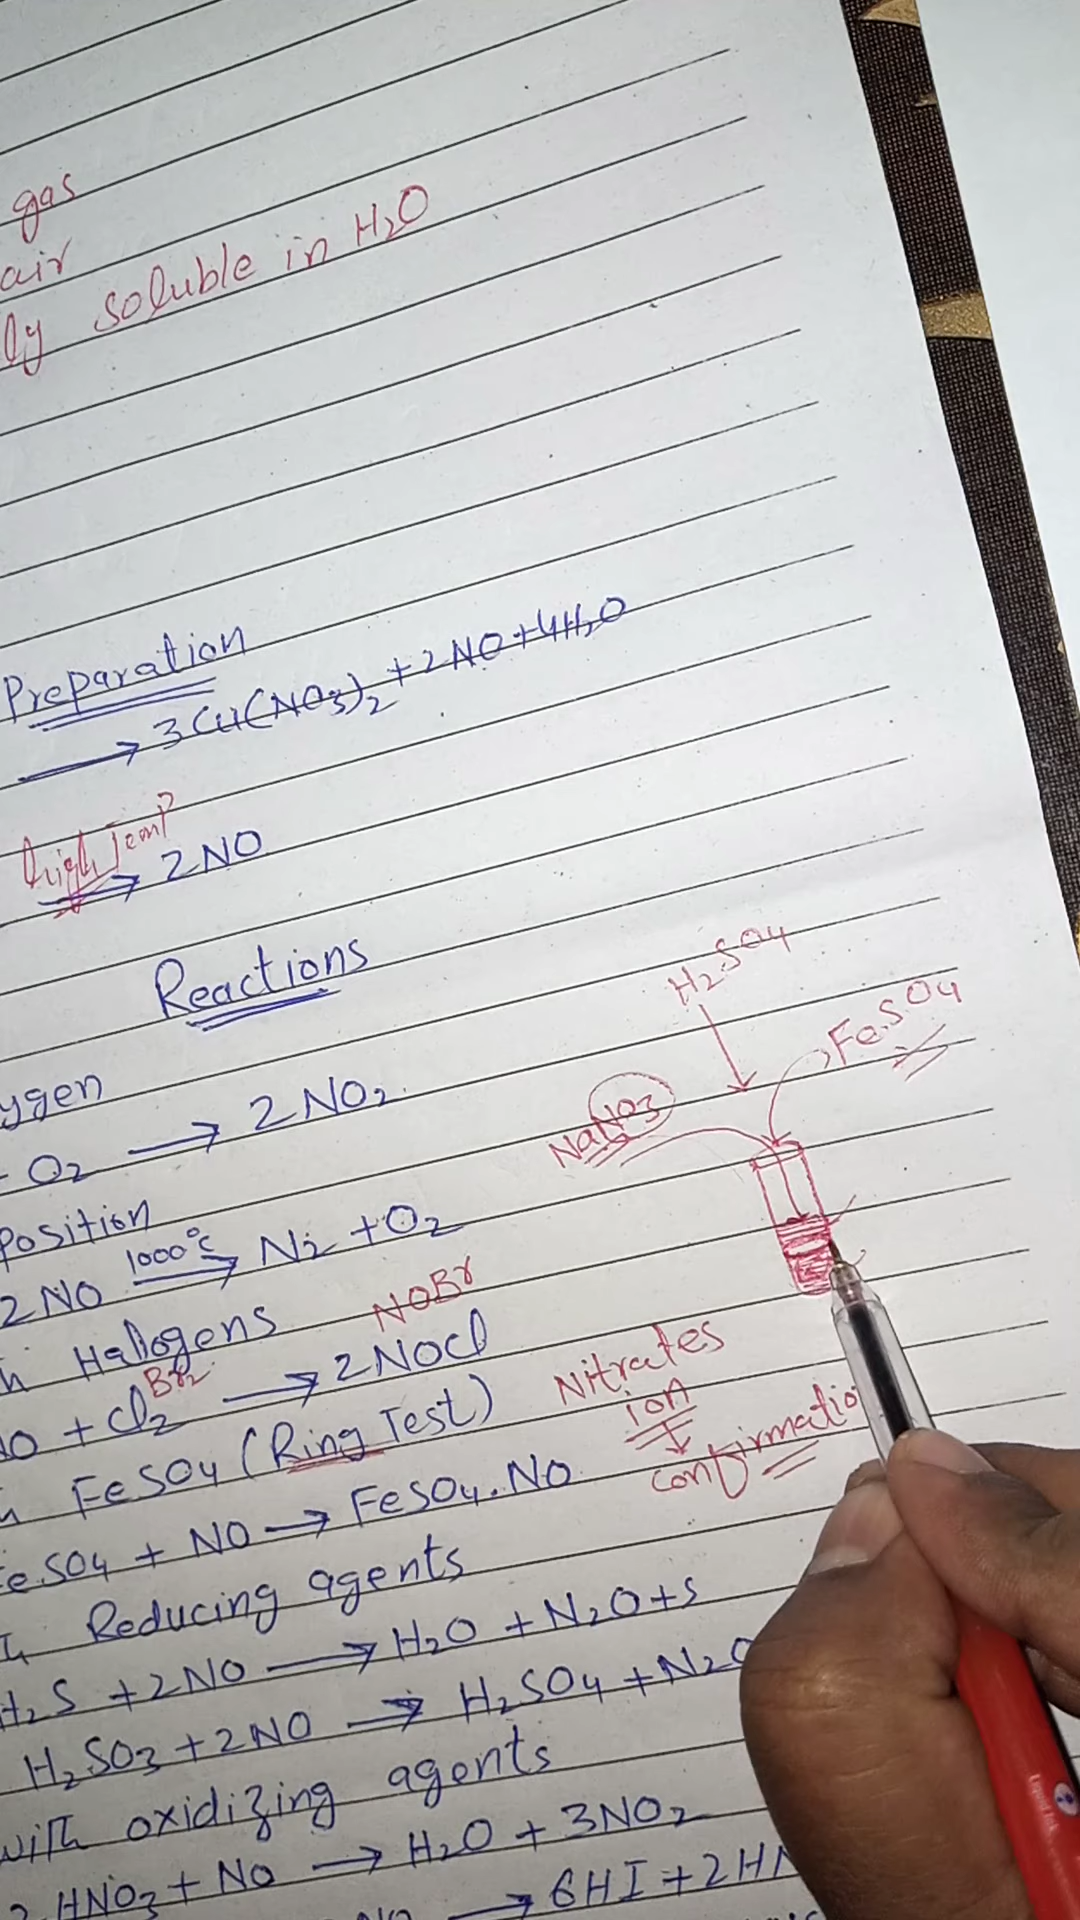 gas
air
ly soluble in H₂O
Preparation
⟶ 3Cu(NO₃)₂ + 2NO + 4H₂O
high Temp
⟶ 2NO
Reactions
H₂SO₄
FeSO₄
NaNO₃
ygen
O₂ ⟶ 2NO₂
position
2NO 1000°c ⟶ N₂ + O₂
Halogens
NOBr
Br₂
O + Cl₂ ⟶ 2NOCl
FeSO₄ (Ring Test)
Nitrates
ion
confirmatio
eSO₄ + NO ⟶ FeSO₄.No
Reducing agents
H₂S + 2NO ⟶ H₂O + N₂O + S
H₂SO₃ + 2NO ⟶ H₂SO₄ + N₂O
with oxidizing agents
HNO₃ + No ⟶ H₂O + 3NO₂
⟶ 6HI + 2HN